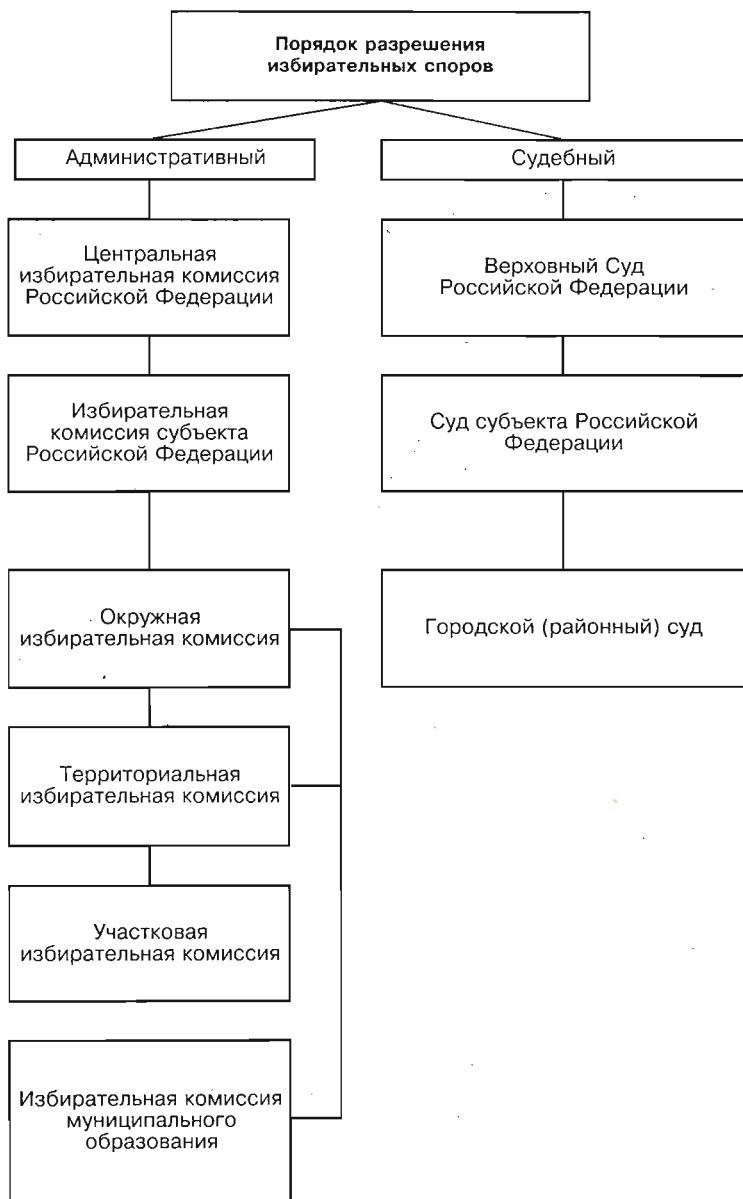 Порядок разрешения
избирательных споров
Административный
Судебный
Центральная
избирательная комиссия
Российской Федерации
Верховный Суд
Российской Федерации
Избирательная
комиссия субъекта
Российской Федерации
Суд субъекта Российской
Федерации
Окружная
избирательная комиссия
Городской (районный) суд
Территориальная
избирательная комиссия
Участковая
избирательная комиссия
Избирательная комиссия
муниципального
образования